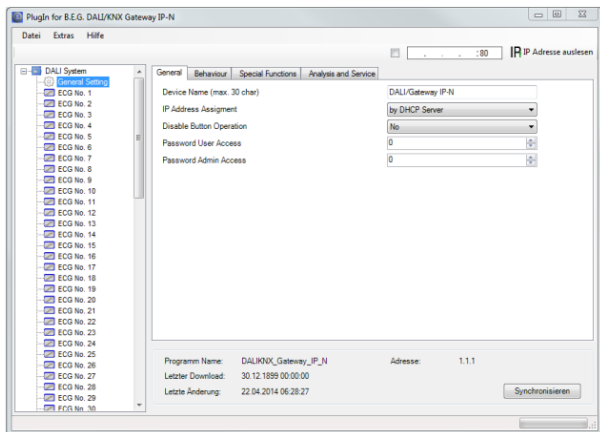 PlugIn for B.E.G. DALI/KNX Gateway IP-N
Datei Extras Hilfe
. . . :80 IP Adresse auslesen
DALI System
General Setting
ECG No. 1
ECG No. 2
ECG No. 3
ECG No. 4
ECG No. 5
ECG No. 6
ECG No. 7
ECG No. 8
ECG No. 9
ECG No. 10
ECG No. 11
ECG No. 12
ECG No. 13
ECG No. 14
ECG No. 15
ECG No. 16
ECG No. 17
ECG No. 18
ECG No. 19
ECG No. 20
ECG No. 21
ECG No. 22
ECG No. 23
ECG No. 24
ECG No. 25
ECG No. 26
ECG No. 27
ECG No. 28
ECG No. 29
ECG No. 30
General Behaviour Special Functions Analysis and Service
Device Name (max. 30 char) DALI/Gateway IP-N
IP Address Assigment by DHCP Server
Disable Button Operation No
Password User Access 0
Password Admin Access 0
Programm Name: DALIKNX_Gateway_IP_N Adresse: 1.1.1
Letzter Download: 30.12.1899 00:00:00
Letzte Änderung: 22.04.2014 06:28:27
Synchronisieren